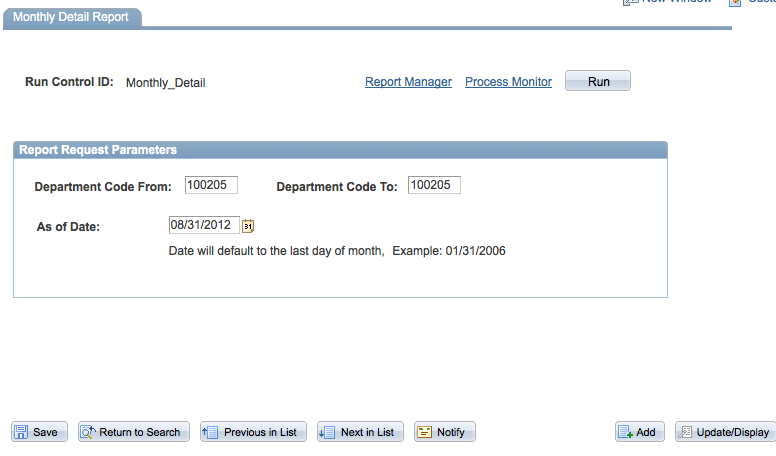 New Window
Monthly Detail Report
Run Control ID: Monthly_Detail Report Manager Process Monitor Run
Report Request Parameters
Department Code From: 100205 Department Code To: 100205
As of Date: 08/31/2012 31
Date will default to the last day of month, Example: 01/31/2006
Save Return to Search Previous in List Next in List Notify Add Update/Display